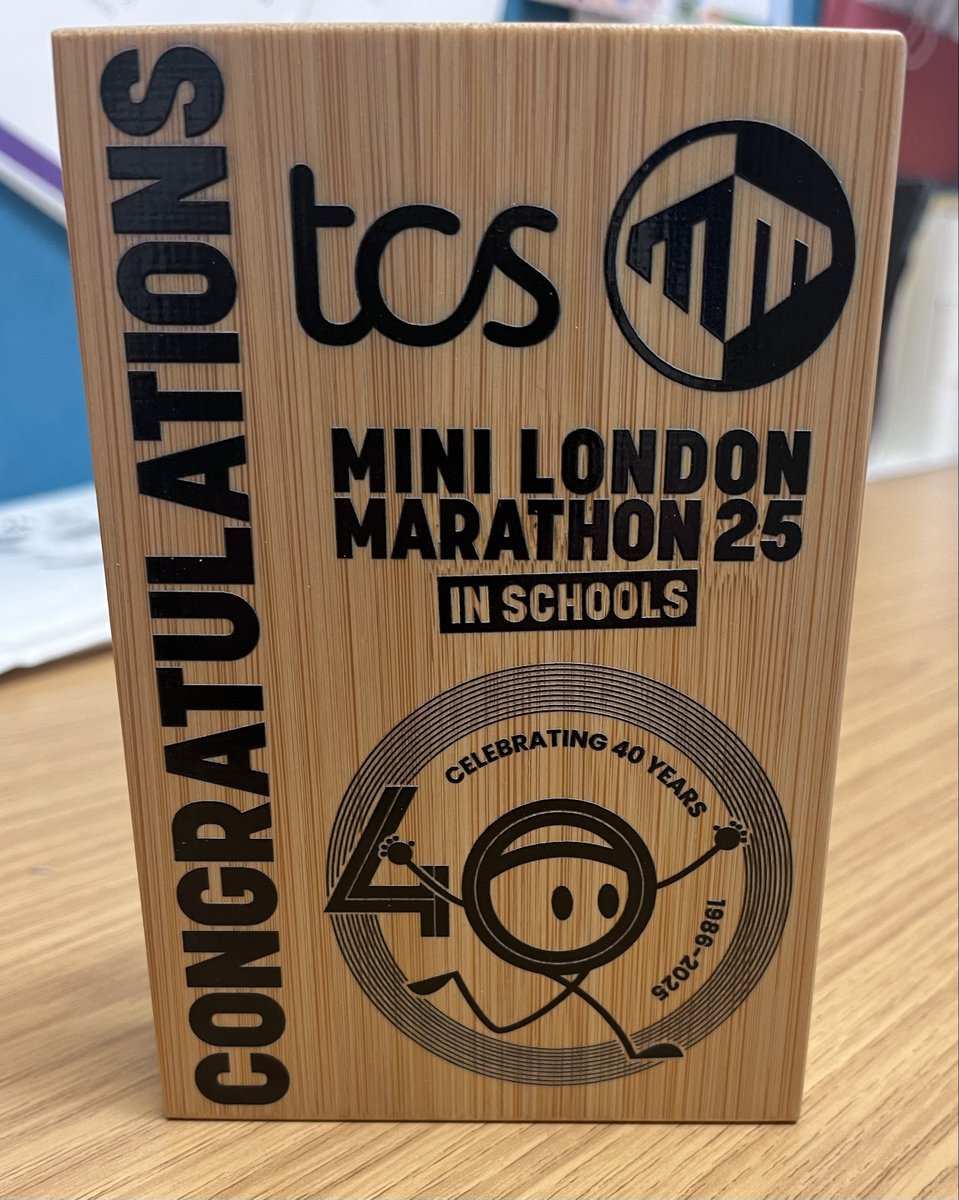 CONGRATULATIONS
tcs
MINI LONDON
MARATHON 25
IN SCHOOLS
CELEBRATING 40 YEARS
40
1986-2025